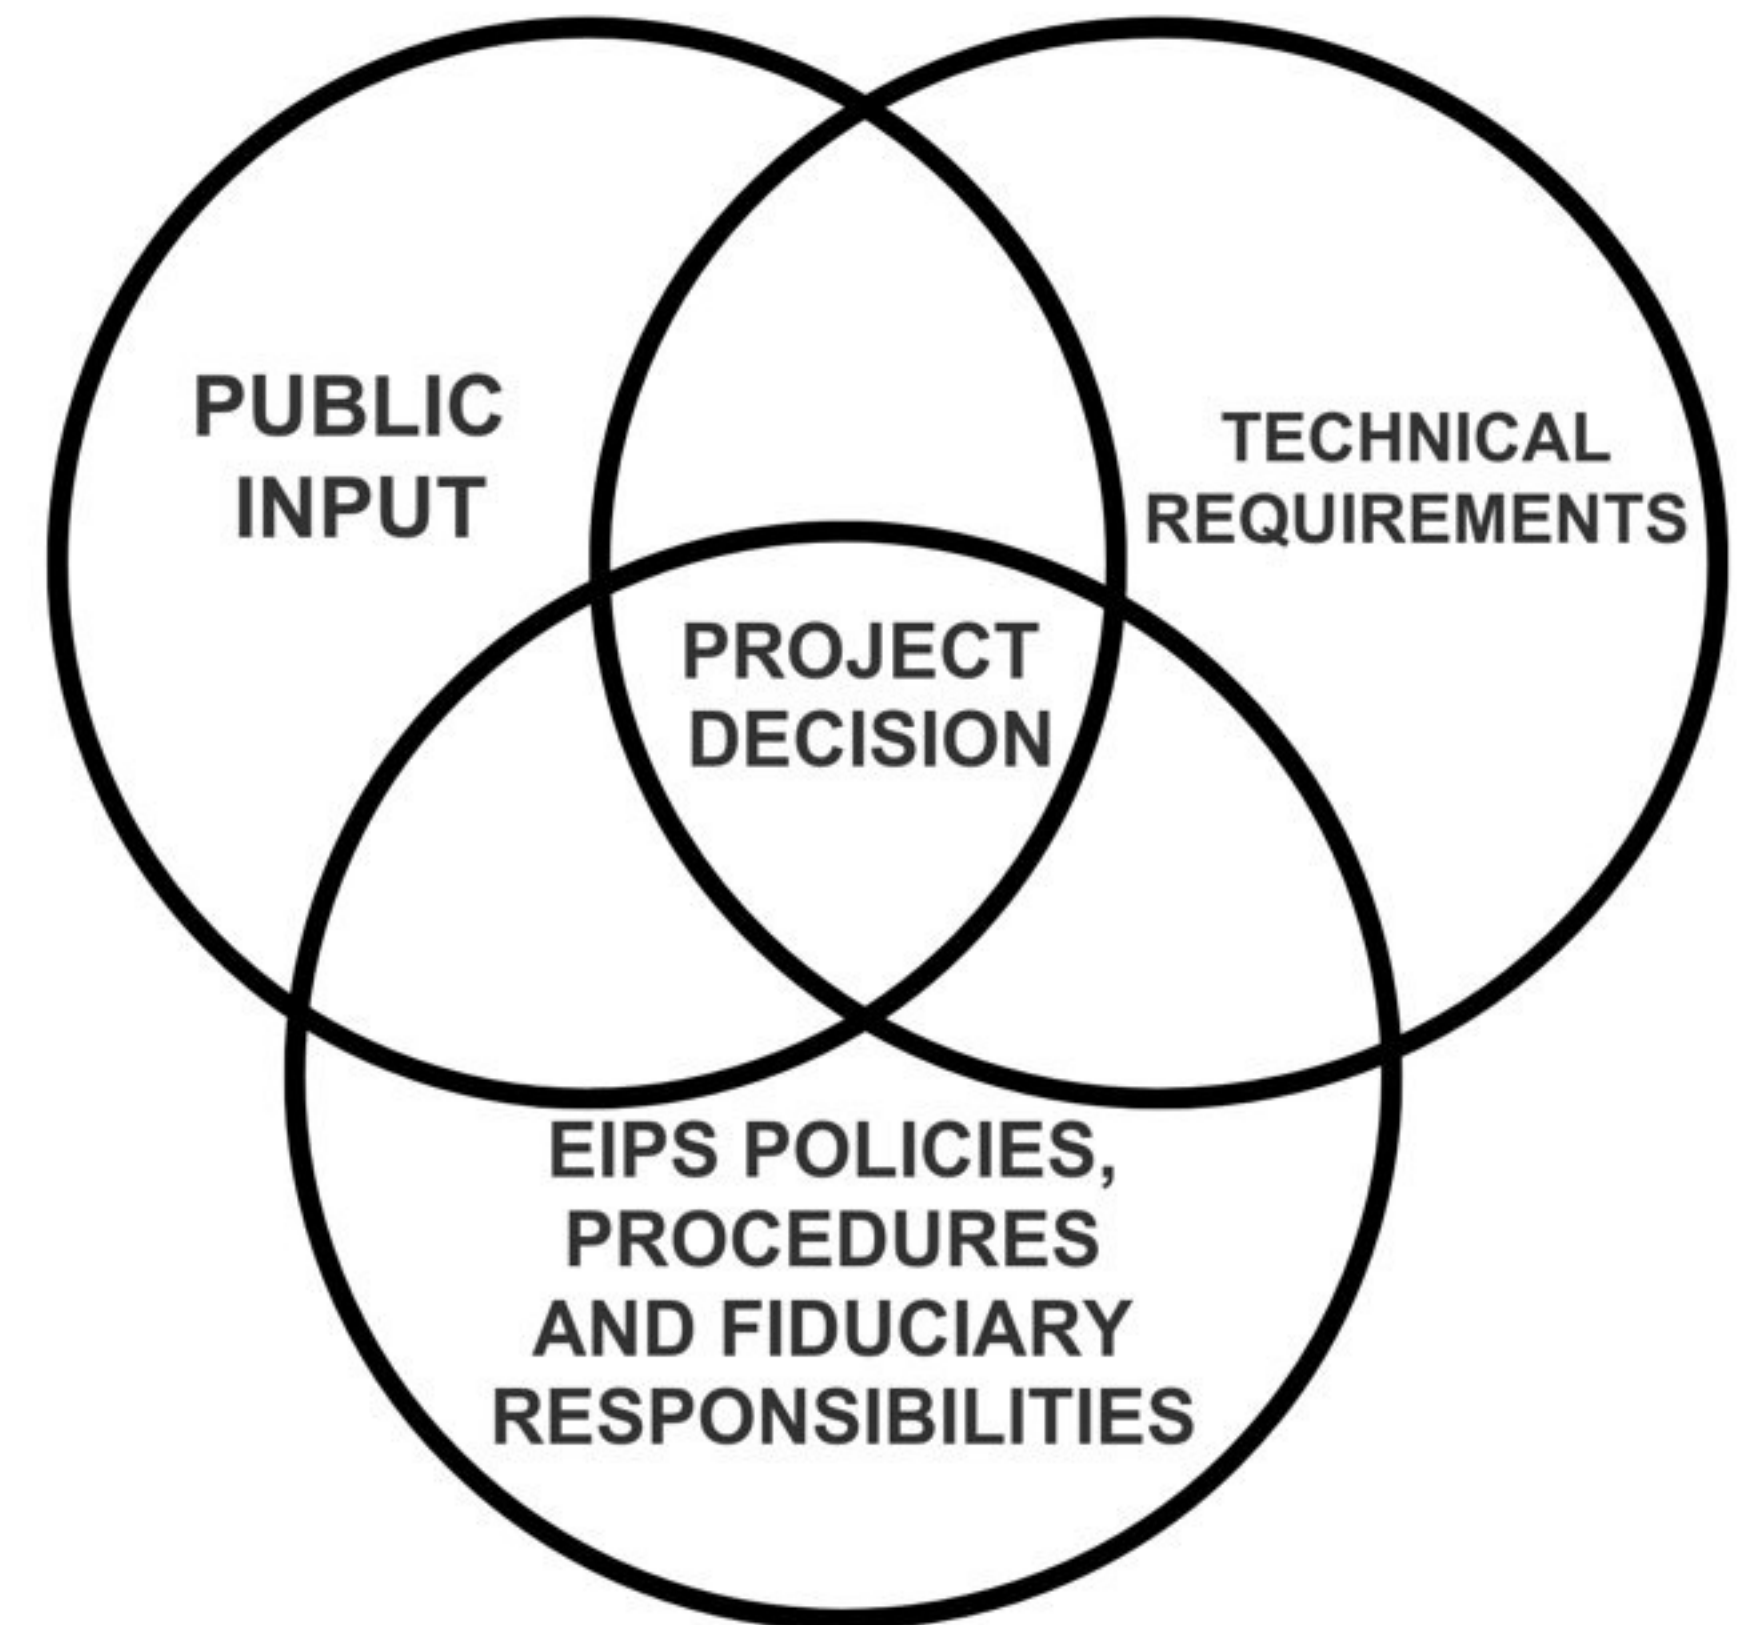 PUBLIC
INPUT
TECHNICAL
REQUIREMENTS
PROJECT
DECISION
EIPS POLICIES,
PROCEDURES
AND FIDUCIARY
RESPONSIBILITIES